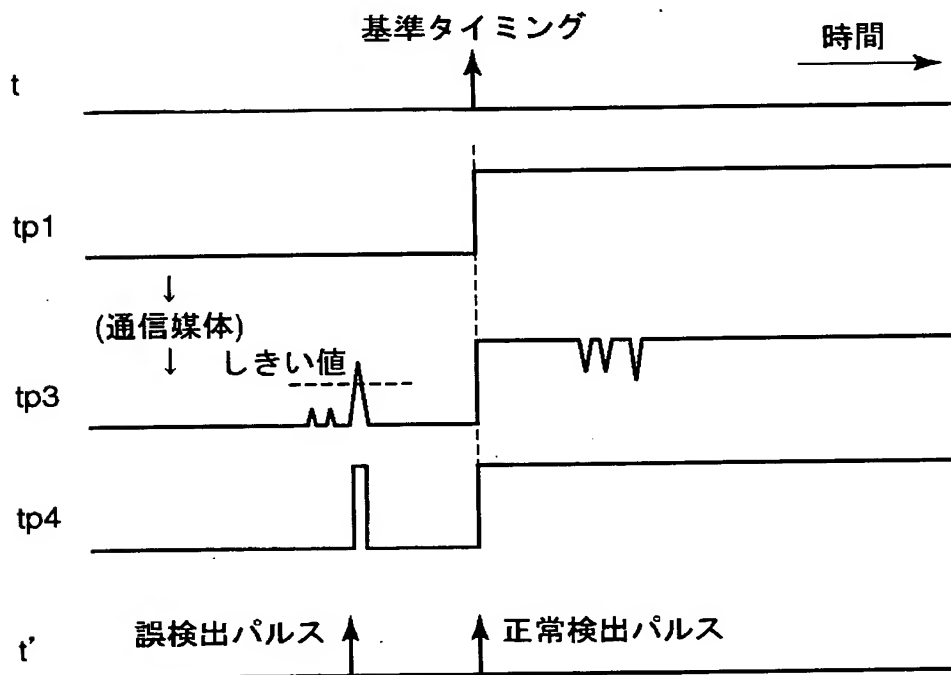 基準タイミング
時間
t
tp1
↓
(通信媒体)
↓
しきい値
tp3
tp4
誤検出パルス
正常検出パルス
t'